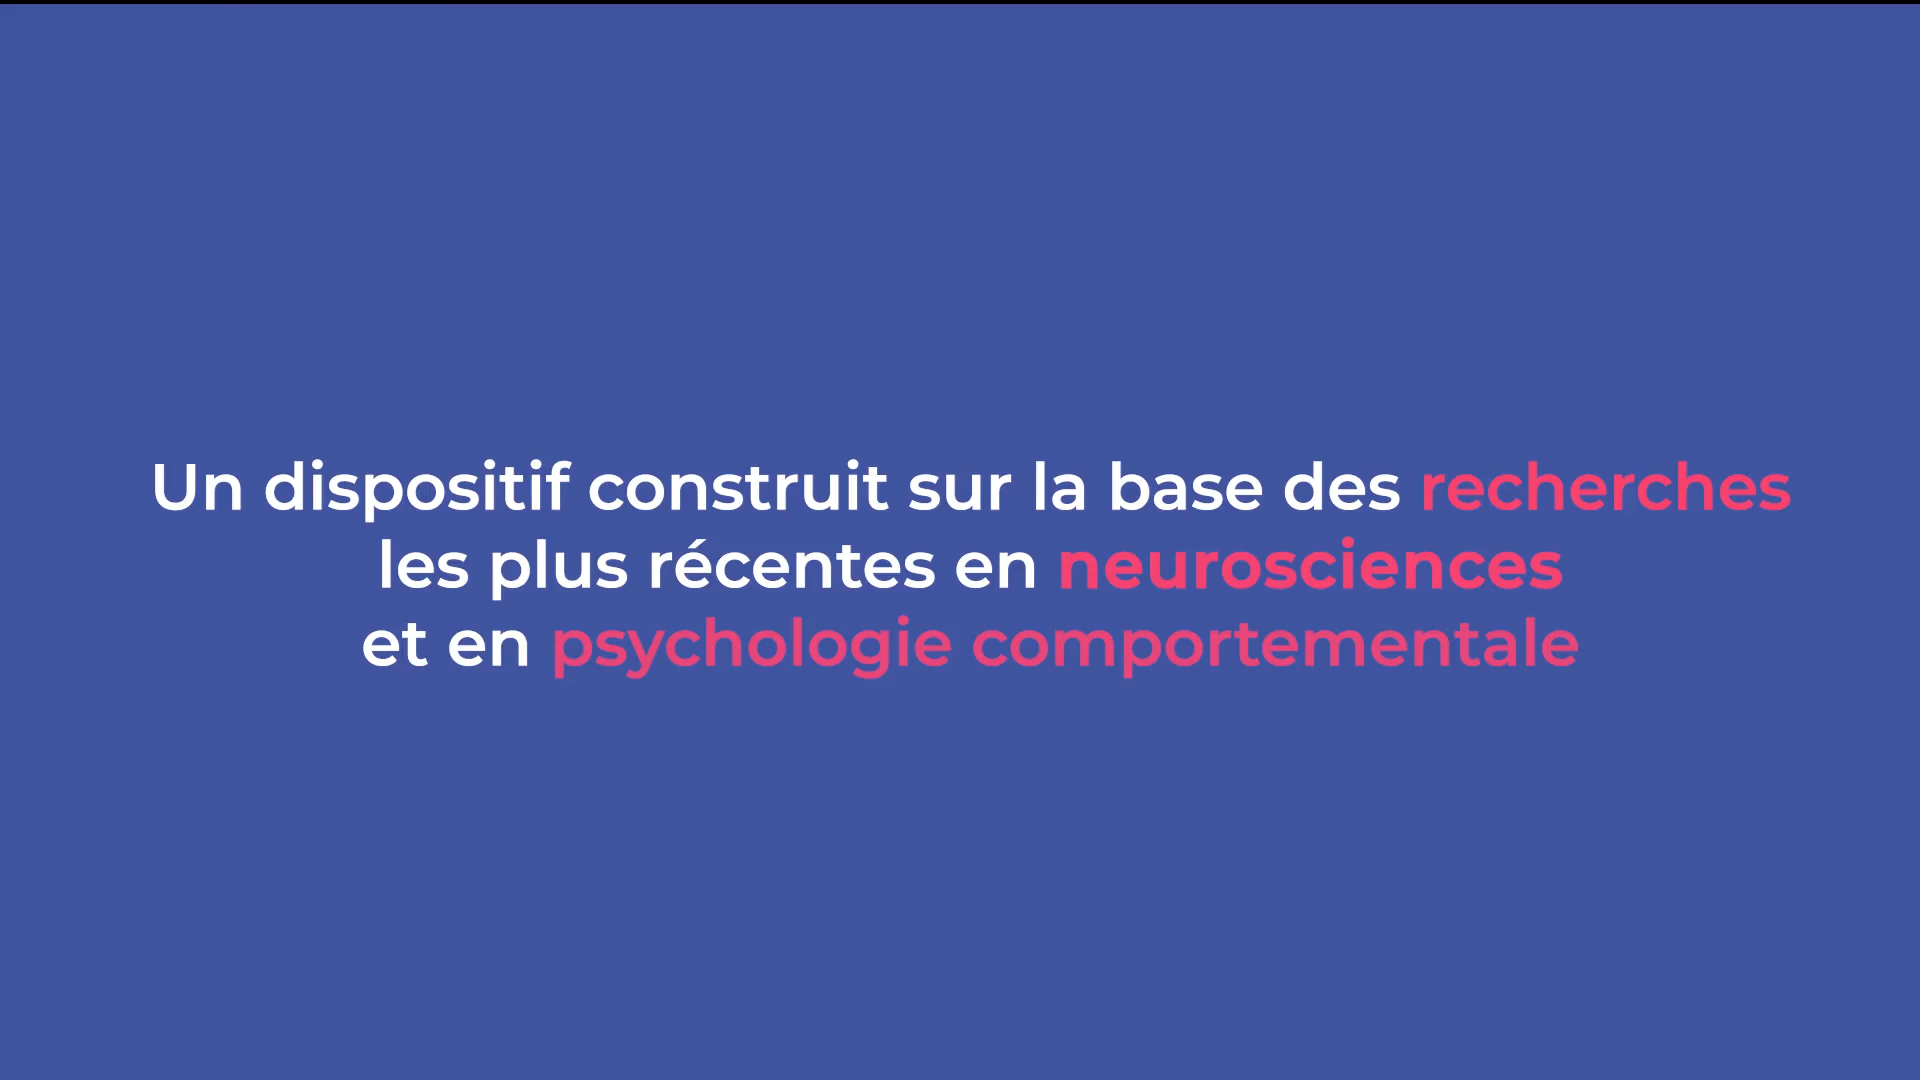 Un dispositif construit sur la base des recherches
les plus récentes en neurosciences
et en psychologie comportementale